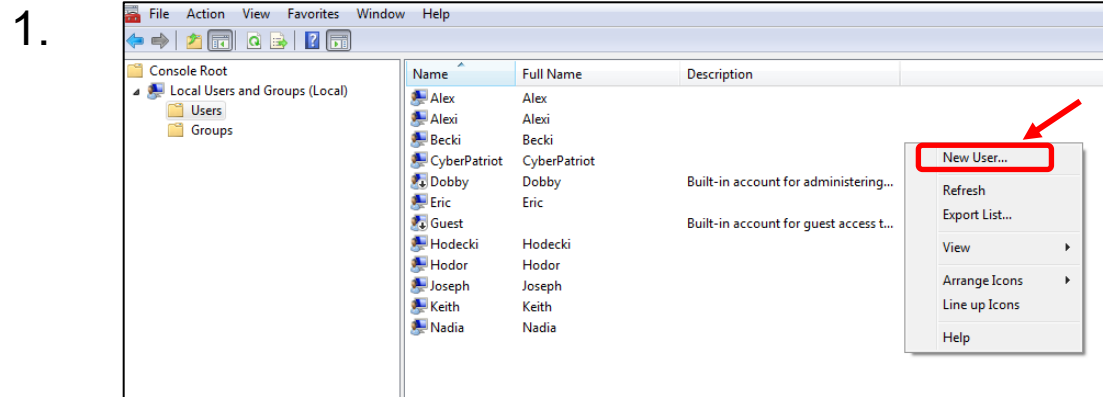 1.
File Action View Favorites Window Help
Console Root
Local Users and Groups (Local)
Users
Groups
Name Full Name Description
Alex Alex
Alexi Alexi
Becki Becki
CyberPatriot CyberPatriot
Dobby Dobby Built-in account for administering...
Eric Eric
Guest Built-in account for guest access t...
Hodecki Hodecki
Hodor Hodor
Joseph Joseph
Keith Keith
Nadia Nadia
New User...
Refresh
Export List...
View
Arrange Icons
Line up Icons
Help